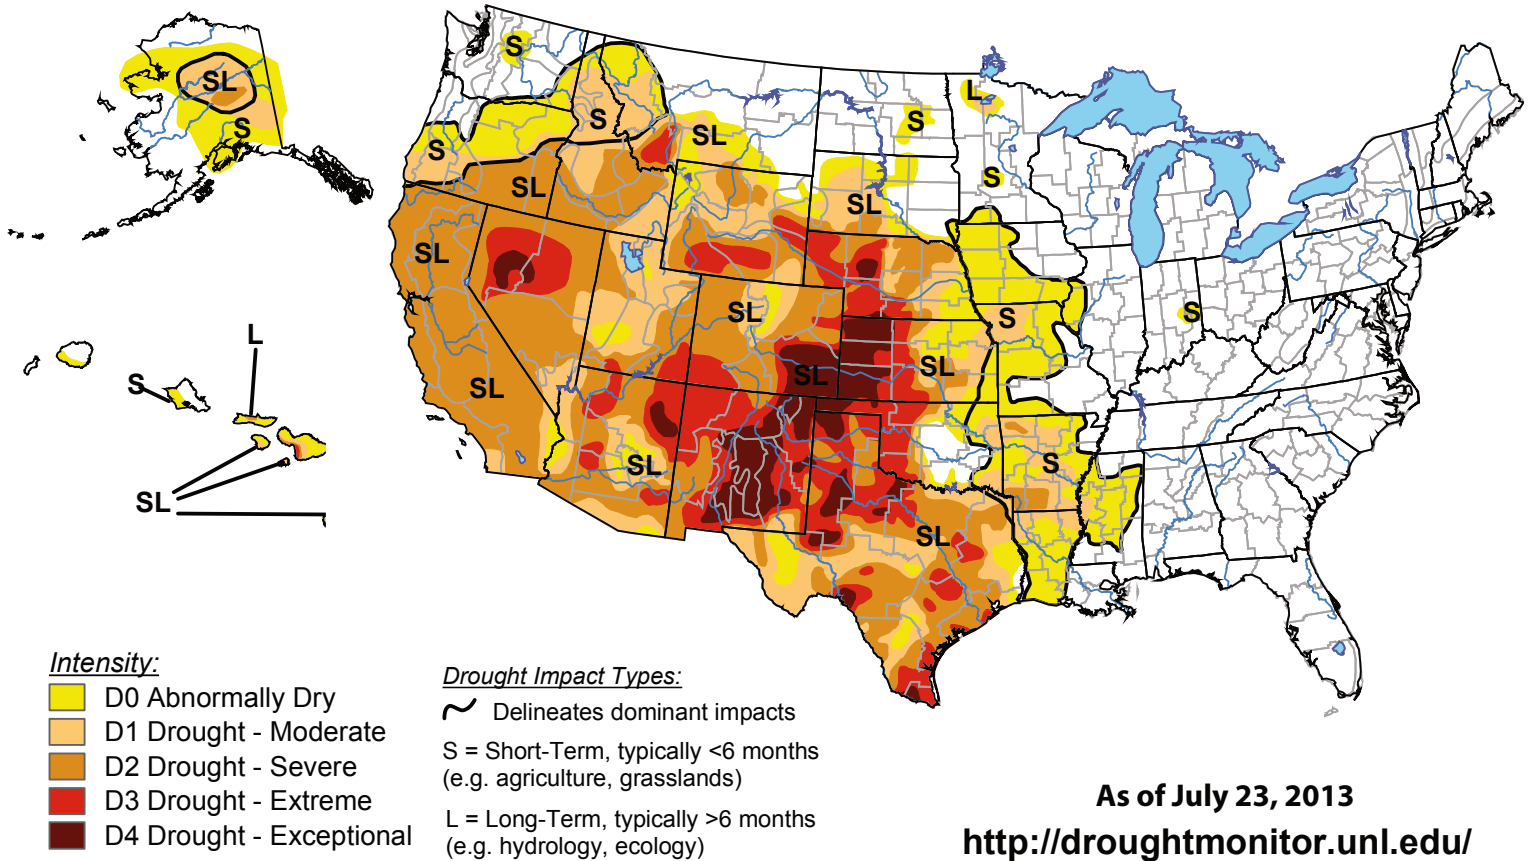 S
L
SL
S
SL
S
S
S
SL
S
SL
SL
SL
SL
S
S
L
S
SL
SL
SL
SL
S
SL
SL
SL
Intensity:
D0 Abnormally Dry
D1 Drought - Moderate
D2 Drought - Severe
D3 Drought - Extreme
D4 Drought - Exceptional
Drought Impact Types:
Delineates dominant impacts
S = Short-Term, typically <6 months
(e.g. agriculture, grasslands)
L = Long-Term, typically >6 months
(e.g. hydrology, ecology)
As of July 23, 2013
http://droughtmonitor.unl.edu/